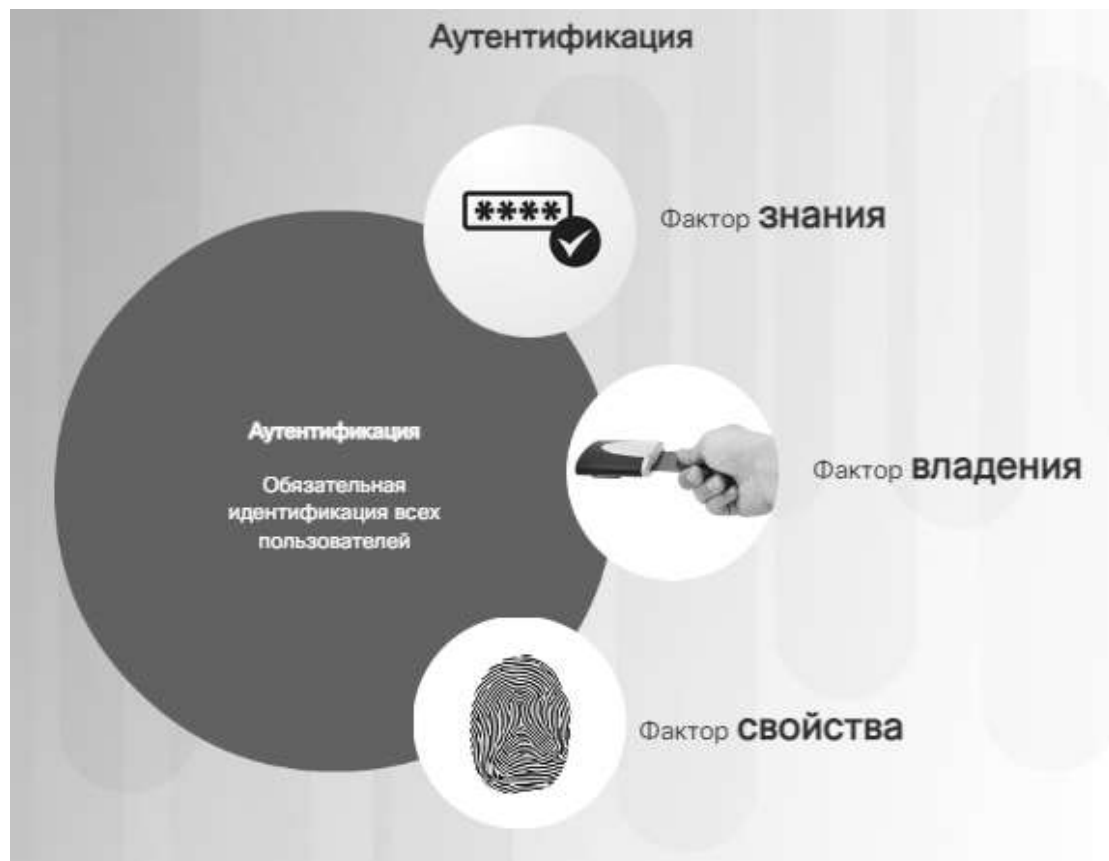 Аутентификация
****
Фактор знания
Аутентификация
Обязательная
идентификация всех
пользователей
Фактор владения
Фактор свойства